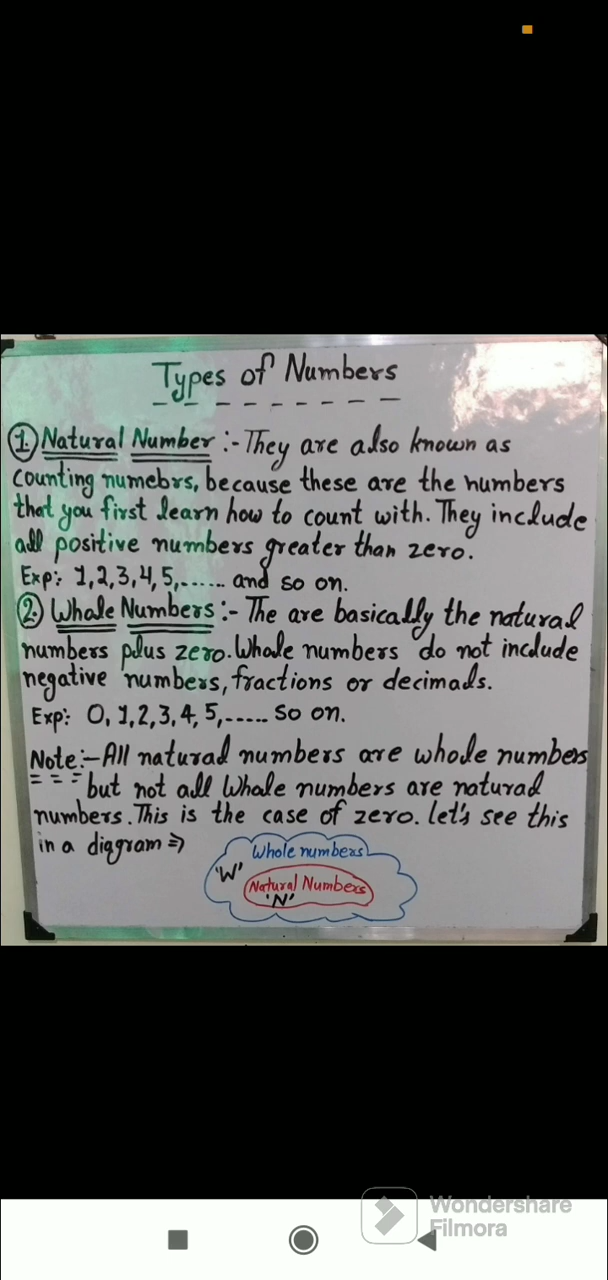 Types of Numbers
① Natural Number :- They are also known as
counting numebrs, because these are the numbers
that you first learn how to count with. They include
all positive numbers greater than zero.
Exp: 1,2,3,4,5,...... and so on.
② Whole Numbers :- The are basically the natural
numbers plus zero. Whole numbers do not include
negative numbers, fractions or decimals.
Exp: 0, 1,2,3,4,5,----- So on.
Note:- All natural numbers are whole numbers
but not all Whole numbers are natural
numbers. This is the case of zero. let's see this
in a diagram ⇒
Whole numbers
'W'
Natural Numbers
'N'
Wondershare
Filmora